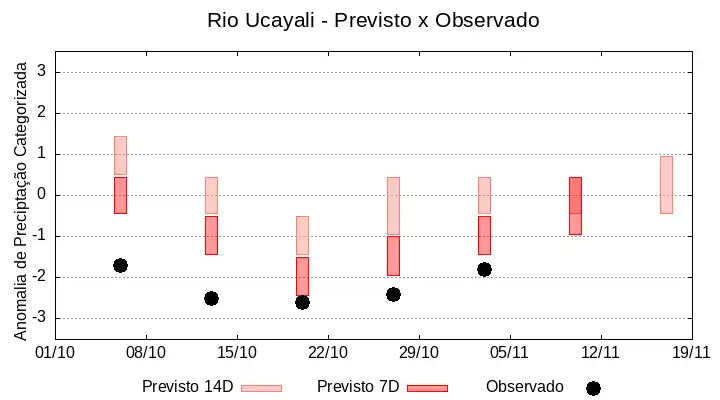 Rio Ucayali - Previsto x Observado
Anomalia de Preciptação Categorizada
3
2
1
0
-1
-2
-3
01/10 08/10 15/10 22/10 29/10 05/11 12/11 19/11
Previsto 14D Previsto 7D Observado